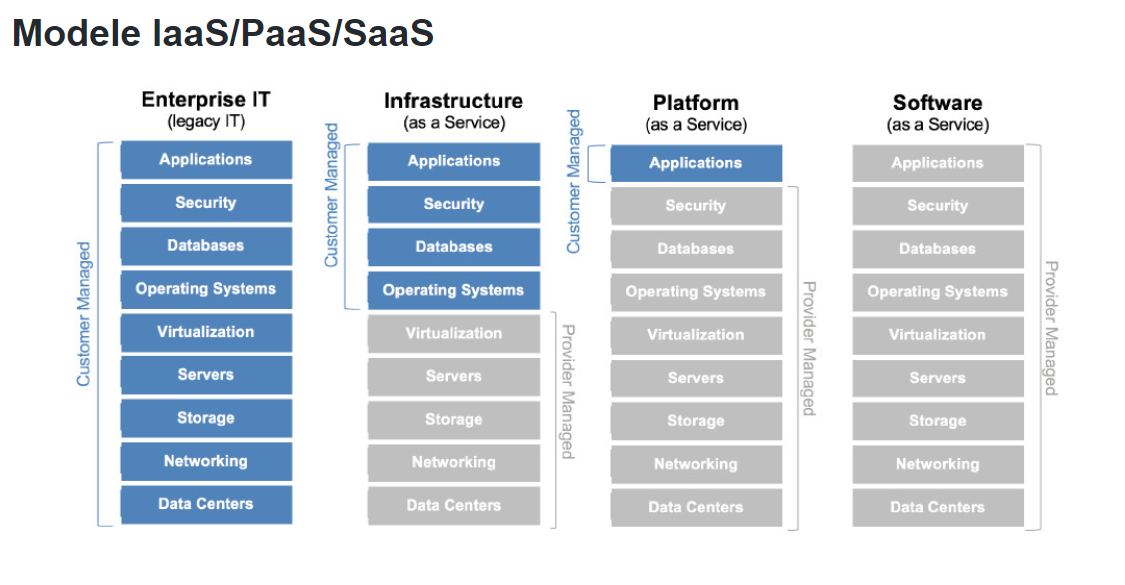 Modele IaaS/PaaS/SaaS
Enterprise IT
(legacy IT)
Customer Managed
Applications
Security
Databases
Operating Systems
Virtualization
Servers
Storage
Networking
Data Centers
Infrastructure
(as a Service)
Customer Managed
Applications
Security
Databases
Operating Systems
Virtualization
Servers
Storage
Networking
Data Centers
Provider Managed
Platform
(as a Service)
Customer Managed
Applications
Security
Databases
Operating Systems
Virtualization
Servers
Storage
Networking
Data Centers
Provider Managed
Software
(as a Service)
Applications
Security
Databases
Operating Systems
Virtualization
Servers
Storage
Networking
Data Centers
Provider Managed